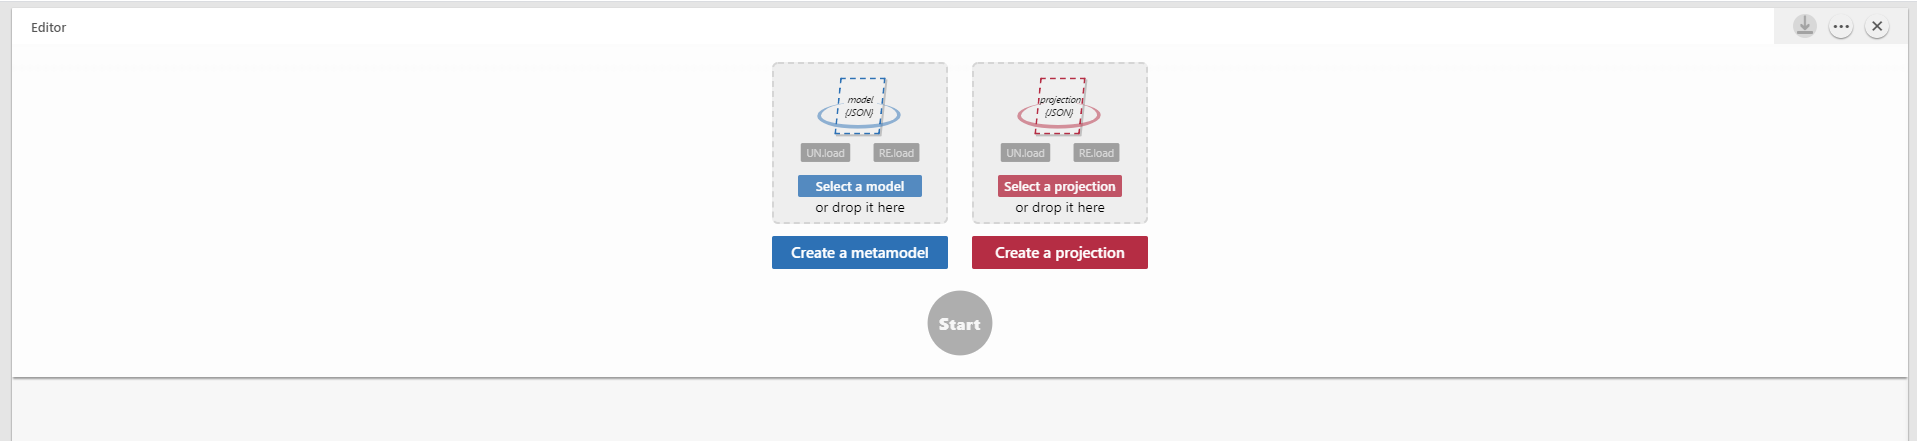 Editor
model
{JSON}
UN.load RE.load
Select a model
or drop it here
Create a metamodel
projection
{JSON}
UN.load RE.load
Select a projection
or drop it here
Create a projection
Start